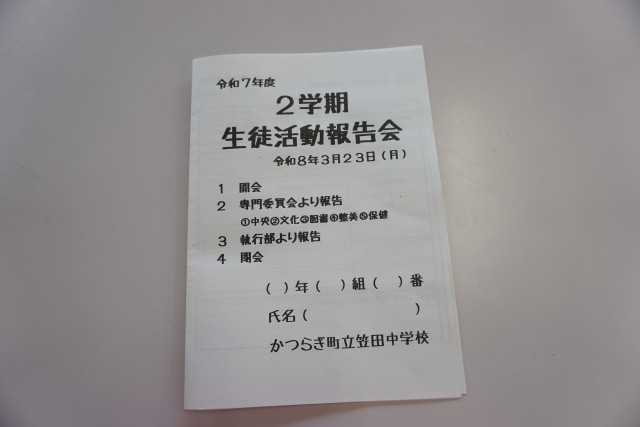 令和7年度
2学期
生徒活動報告会
令和8年3月23日(月)
1 開会
2 専門委員会より報告
①中央②文化③図書④整美⑤保健
3 執行部より報告
4 閉会
( )年( )組( )番
氏名( )
かつらぎ町立笠田中学校